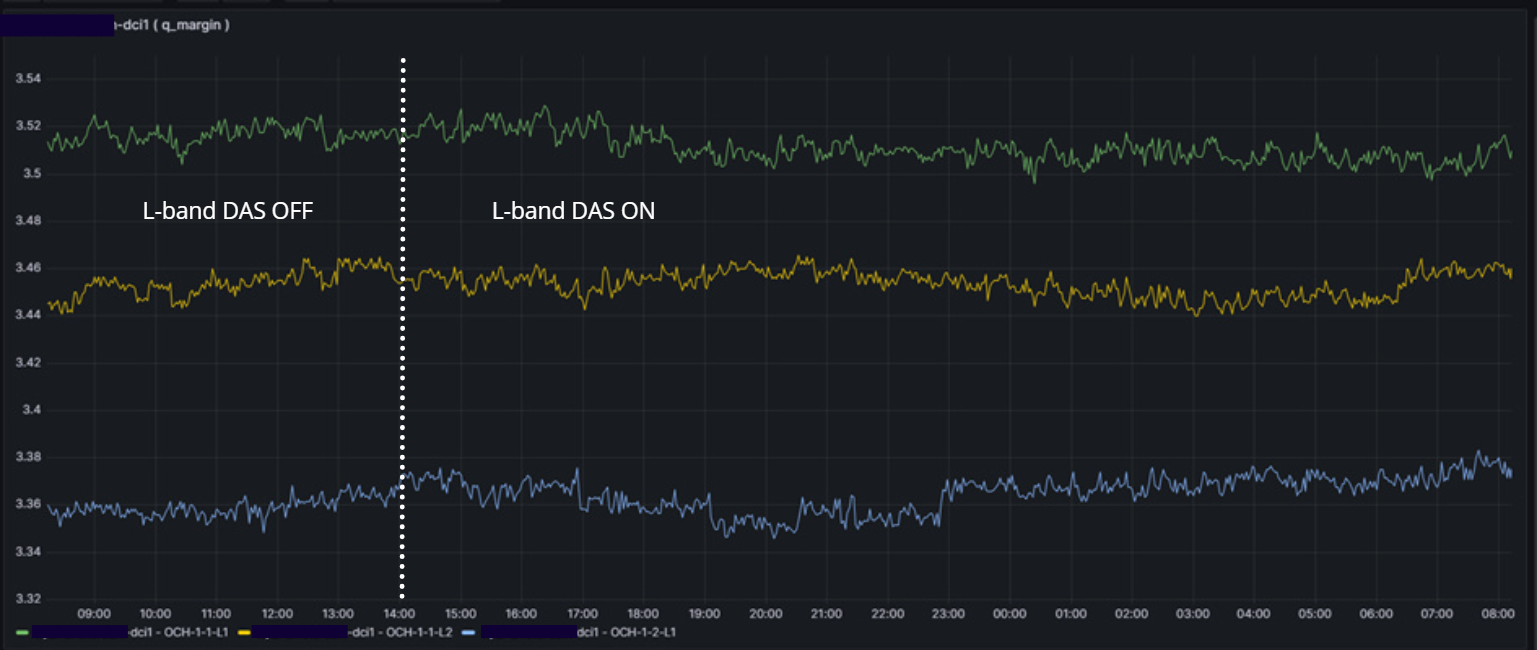 -dci1 ( q_margin )
3.54
3.52
3.5
3.48
3.46
3.44
3.42
3.4
3.38
3.36
3.34
3.32
L-band DAS OFF
L-band DAS ON
09:00 10:00 11:00 12:00 13:00 14:00 15:00 16:00 17:00 18:00 19:00 20:00 21:00 22:00 23:00 00:00 01:00 02:00 03:00 04:00 05:00 06:00 07:00 08:00
-dci1 - OCH-1-1-L1 -dci1 - OCH-1-1-L2 dci1 - OCH-1-2-L1